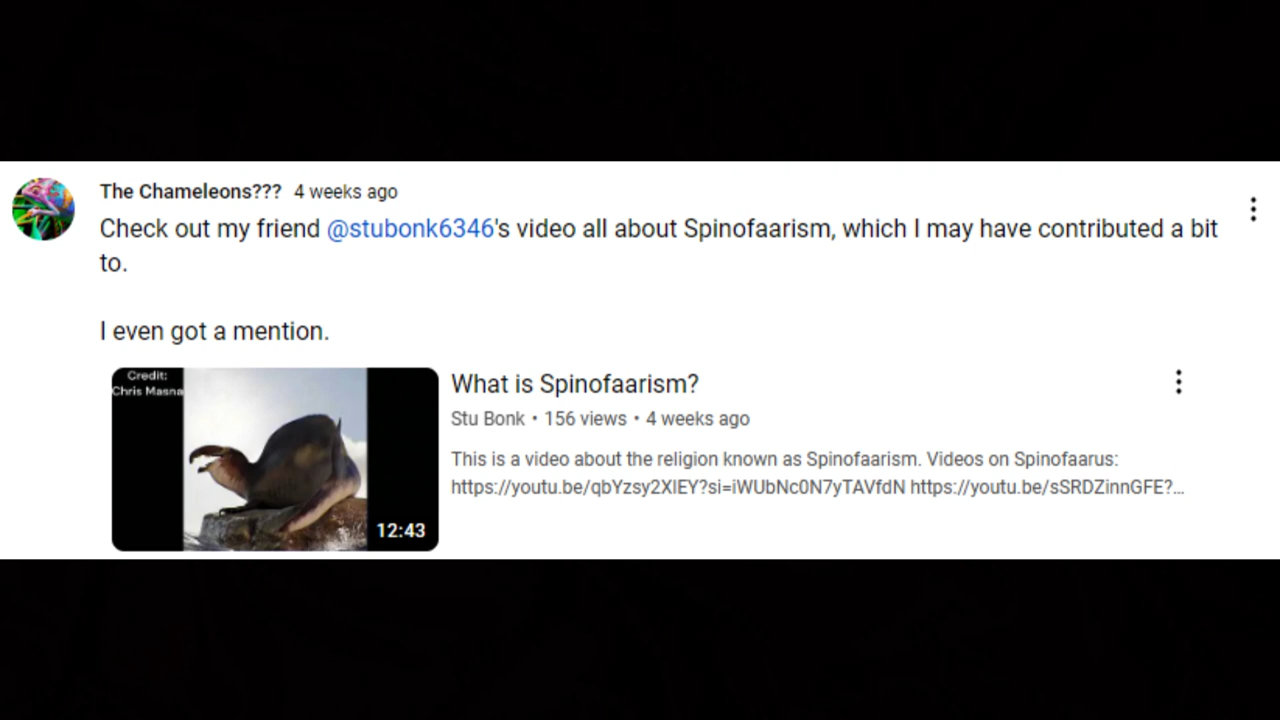 The Chameleons??? 4 weeks ago
Check out my friend @stubonk6346's video all about Spinofaarism, which I may have contributed a bit
to.
I even got a mention.
Credit:
Chris Masna
12:43
What is Spinofaarism?
Stu Bonk • 156 views • 4 weeks ago
This is a video about the religion known as Spinofaarism. Videos on Spinofaarus:
https://youtu.be/qbYzsy2XlEY?si=iWUbNc0N7yTAVfdN https://youtu.be/sSRDZinnGFE?...